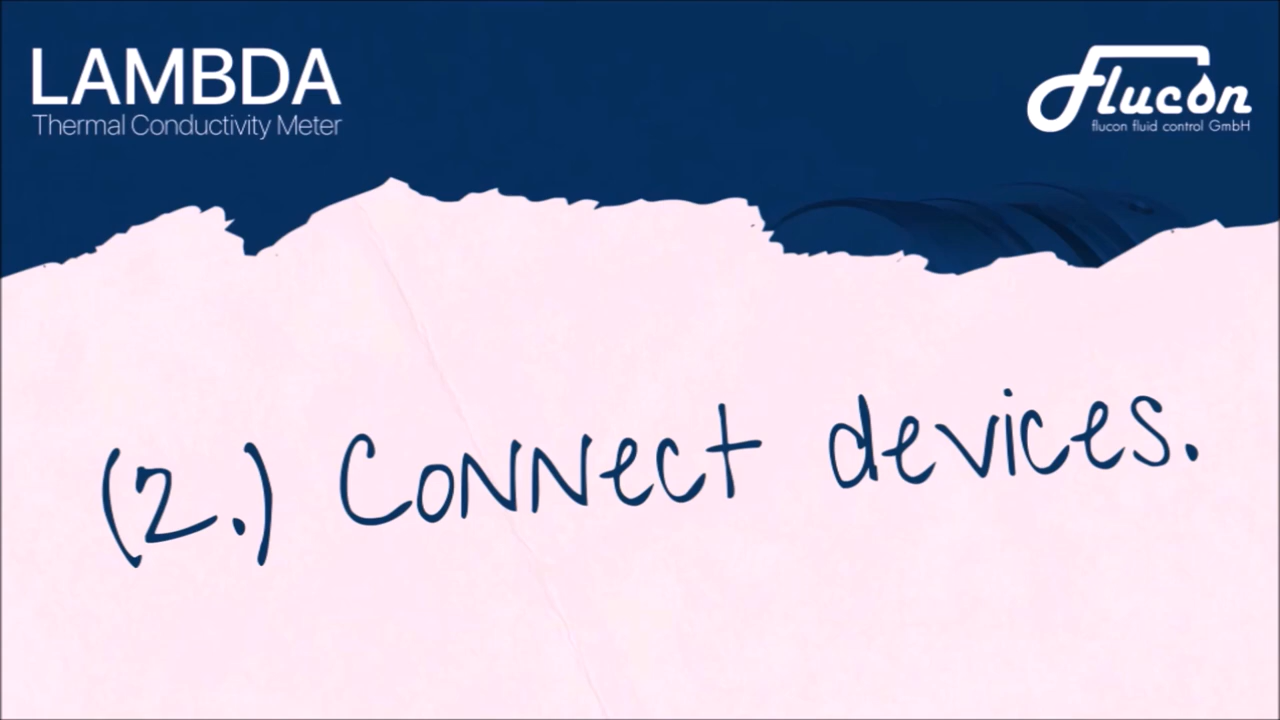 LAMBDA
Thermal Conductivity Meter
Flucon
flucon fluid control GmbH
(2.) Connect devices.